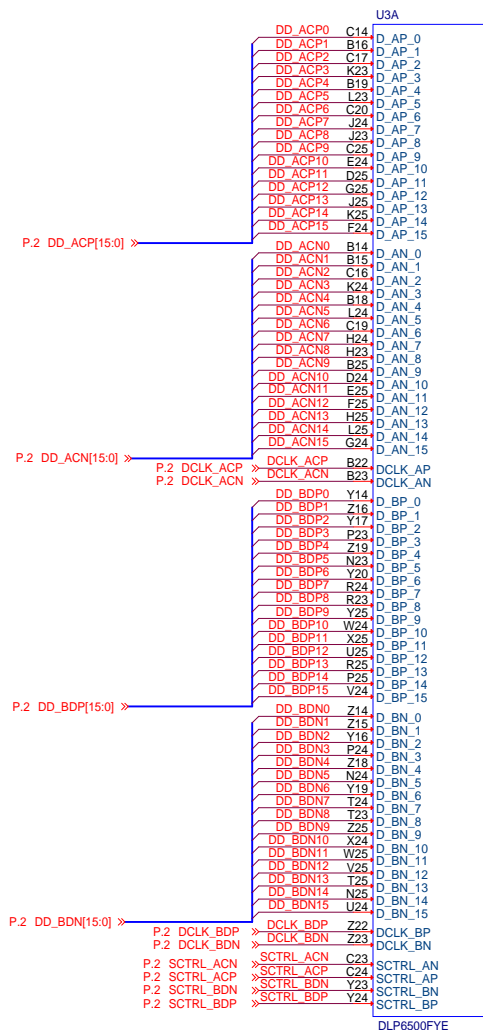 U3A
DD_ACP0 C14 D_AP_0
DD_ACP1 B16 D_AP_1
DD_ACP2 C17 D_AP_2
DD_ACP3 K23 D_AP_3
DD_ACP4 B19 D_AP_4
DD_ACP5 L23 D_AP_5
DD_ACP6 C20 D_AP_6
DD_ACP7 J24 D_AP_7
DD_ACP8 J23 D_AP_8
DD_ACP9 C25 D_AP_9
DD_ACP10 E24 D_AP_10
DD_ACP11 D25 D_AP_11
DD_ACP12 G25 D_AP_12
DD_ACP13 J25 D_AP_13
DD_ACP14 K25 D_AP_14
DD_ACP15 F24 D_AP_15
P.2 DD_ACP[15:0]
DD_ACN0 B14 D_AN_0
DD_ACN1 B15 D_AN_1
DD_ACN2 C16 D_AN_2
DD_ACN3 K24 D_AN_3
DD_ACN4 B18 D_AN_4
DD_ACN5 L24 D_AN_5
DD_ACN6 C19 D_AN_6
DD_ACN7 H24 D_AN_7
DD_ACN8 H23 D_AN_8
DD_ACN9 B25 D_AN_9
DD_ACN10 D24 D_AN_10
DD_ACN11 E25 D_AN_11
DD_ACN12 F25 D_AN_12
DD_ACN13 H25 D_AN_13
DD_ACN14 L25 D_AN_14
DD_ACN15 G24 D_AN_15
P.2 DD_ACN[15:0]
P.2 DCLK_ACP DCLK_ACP B22 DCLK_AP
P.2 DCLK_ACN DCLK_ACN B23 DCLK_AN
DD_BDP0 Y14 D_BP_0
DD_BDP1 Z16 D_BP_1
DD_BDP2 Y17 D_BP_2
DD_BDP3 P23 D_BP_3
DD_BDP4 Z19 D_BP_4
DD_BDP5 N23 D_BP_5
DD_BDP6 Y20 D_BP_6
DD_BDP7 R24 D_BP_7
DD_BDP8 R23 D_BP_8
DD_BDP9 Y25 D_BP_9
DD_BDP10 W24 D_BP_10
DD_BDP11 X25 D_BP_11
DD_BDP12 U25 D_BP_12
DD_BDP13 R25 D_BP_13
DD_BDP14 P25 D_BP_14
DD_BDP15 V24 D_BP_15
P.2 DD_BDP[15:0]
DD_BDN0 Z14 D_BN_0
DD_BDN1 Z15 D_BN_1
DD_BDN2 Y16 D_BN_2
DD_BDN3 P24 D_BN_3
DD_BDN4 Z18 D_BN_4
DD_BDN5 N24 D_BN_5
DD_BDN6 Y19 D_BN_6
DD_BDN7 T24 D_BN_7
DD_BDN8 T23 D_BN_8
DD_BDN9 Z25 D_BN_9
DD_BDN10 X24 D_BN_10
DD_BDN11 W25 D_BN_11
DD_BDN12 V25 D_BN_12
DD_BDN13 T25 D_BN_13
DD_BDN14 N25 D_BN_14
DD_BDN15 U24 D_BN_15
P.2 DD_BDN[15:0]
P.2 DCLK_BDP DCLK_BDP Z22 DCLK_BP
P.2 DCLK_BDN DCLK_BDN Z23 DCLK_BN
P.2 SCTRL_ACN SCTRL_ACN C23 SCTRL_AN
P.2 SCTRL_ACP SCTRL_ACP C24 SCTRL_AP
P.2 SCTRL_BDN SCTRL_BDN Y23 SCTRL_BN
P.2 SCTRL_BDP SCTRL_BDP Y24 SCTRL_BP
DLP6500FYE